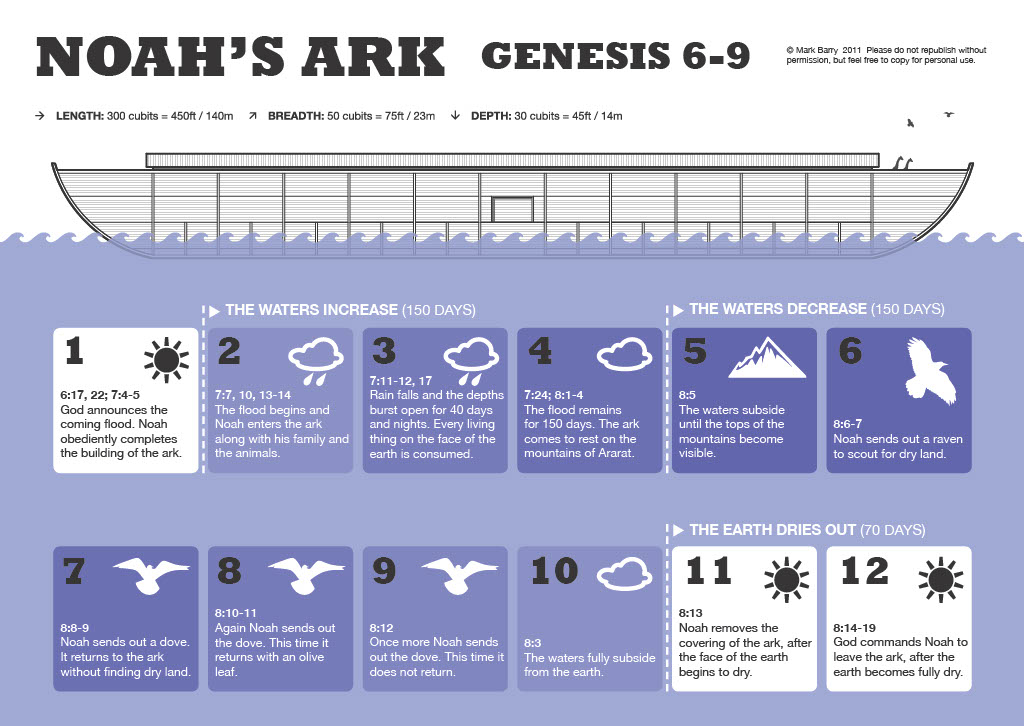 NOAH'S ARK GENESIS 6-9
© Mark Barry 2011 Please do not republish without
permission, but feel free to copy for personal use.
→ LENGTH: 300 cubits = 450ft / 140m ↗ BREADTH: 50 cubits = 75ft / 23m ↓ DEPTH: 30 cubits = 45ft / 14m
▶ THE WATERS INCREASE (150 DAYS)
▶ THE WATERS DECREASE (150 DAYS)
1
6:17, 22; 7:4-5
God announces the
coming flood. Noah
obediently completes
the building of the ark.
2
7:7, 10, 13-14
The flood begins and
Noah enters the ark
along with his family and
the animals.
3
7:11-12, 17
Rain falls and the depths
burst open for 40 days
and nights. Every living
thing on the face of the
earth is consumed.
4
7:24; 8:1-4
The flood remains
for 150 days. The ark
comes to rest on the
mountains of Ararat.
5
8:5
The waters subside
until the tops of the
mountains become
visible.
6
8:6-7
Noah sends out a raven
to scout for dry land.
▶ THE EARTH DRIES OUT (70 DAYS)
7
8:8-9
Noah sends out a dove.
It returns to the ark
without finding dry land.
8
8:10-11
Again Noah sends out
the dove. This time it
returns with an olive
leaf.
9
8:12
Once more Noah sends
out the dove. This time it
does not return.
10
8:3
The waters fully subside
from the earth.
11
8:13
Noah removes the
covering of the ark, after
the face of the earth
begins to dry.
12
8:14-19
God commands Noah to
leave the ark, after the
earth becomes fully dry.